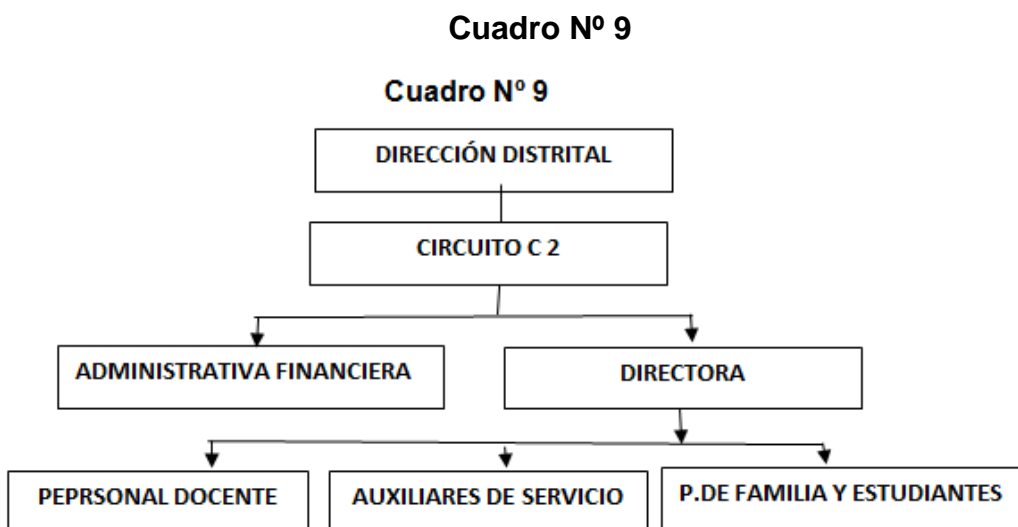 Cuadro Nº 9
Cuadro Nº 9
DIRECCIÓN DISTRITAL
CIRCUITO C 2
ADMINISTRATIVA FINANCIERA
DIRECTORA
PEPRSONAL DOCENTE
AUXILIARES DE SERVICIO
P.DE FAMILIA Y ESTUDIANTES